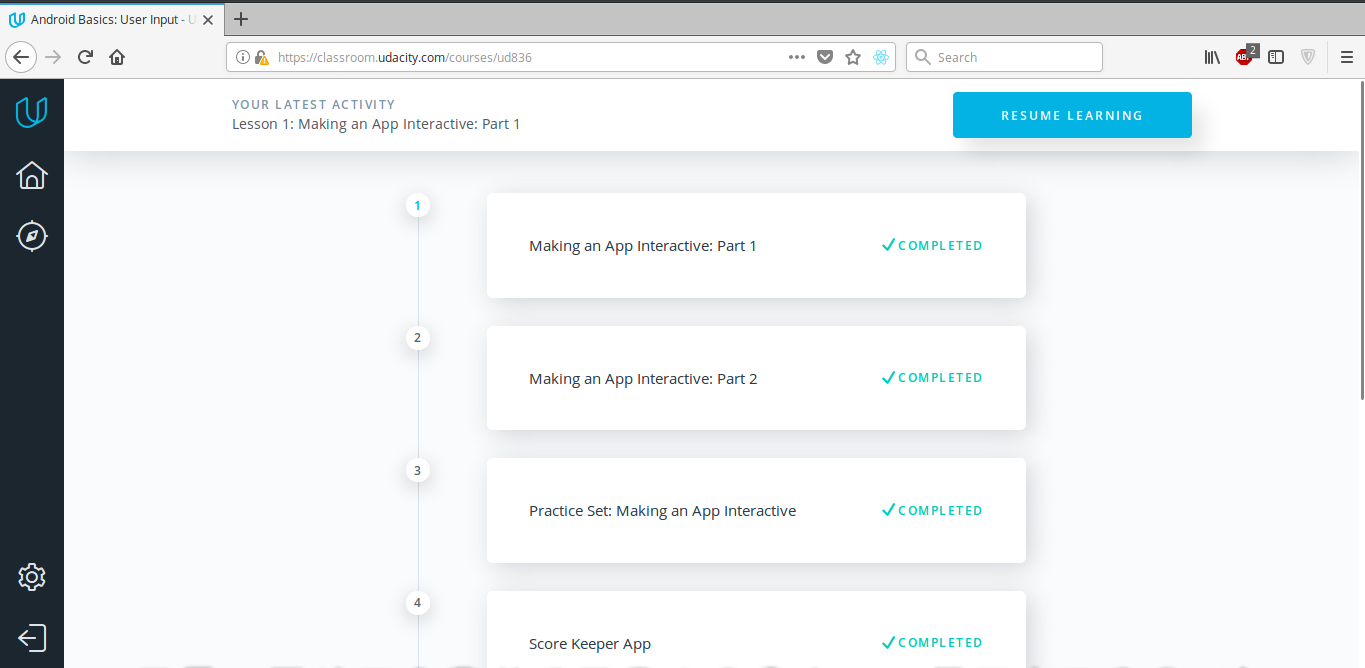 Android Basics: User Input - U
https://classroom.udacity.com/courses/ud836
Search
ABP
2
YOUR LATEST ACTIVITY
Lesson 1: Making an App Interactive: Part 1
RESUME LEARNING
1
Making an App Interactive: Part 1
COMPLETED
2
Making an App Interactive: Part 2
COMPLETED
3
Practice Set: Making an App Interactive
COMPLETED
4
Score Keeper App
COMPLETED